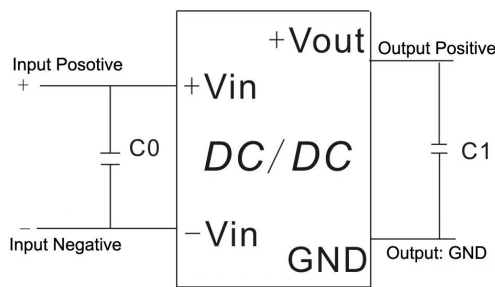 +Vout
Output Positive
Input Posotive
+
+Vin
C0
DC/DC
C1
−
−Vin
Input Negative
GND
Output: GND